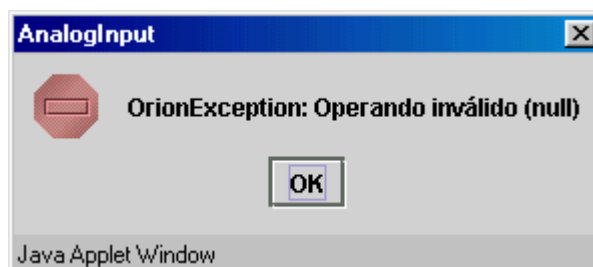 AnalogInput
OrionException: Operando inválido (null)
OK
Java Applet Window